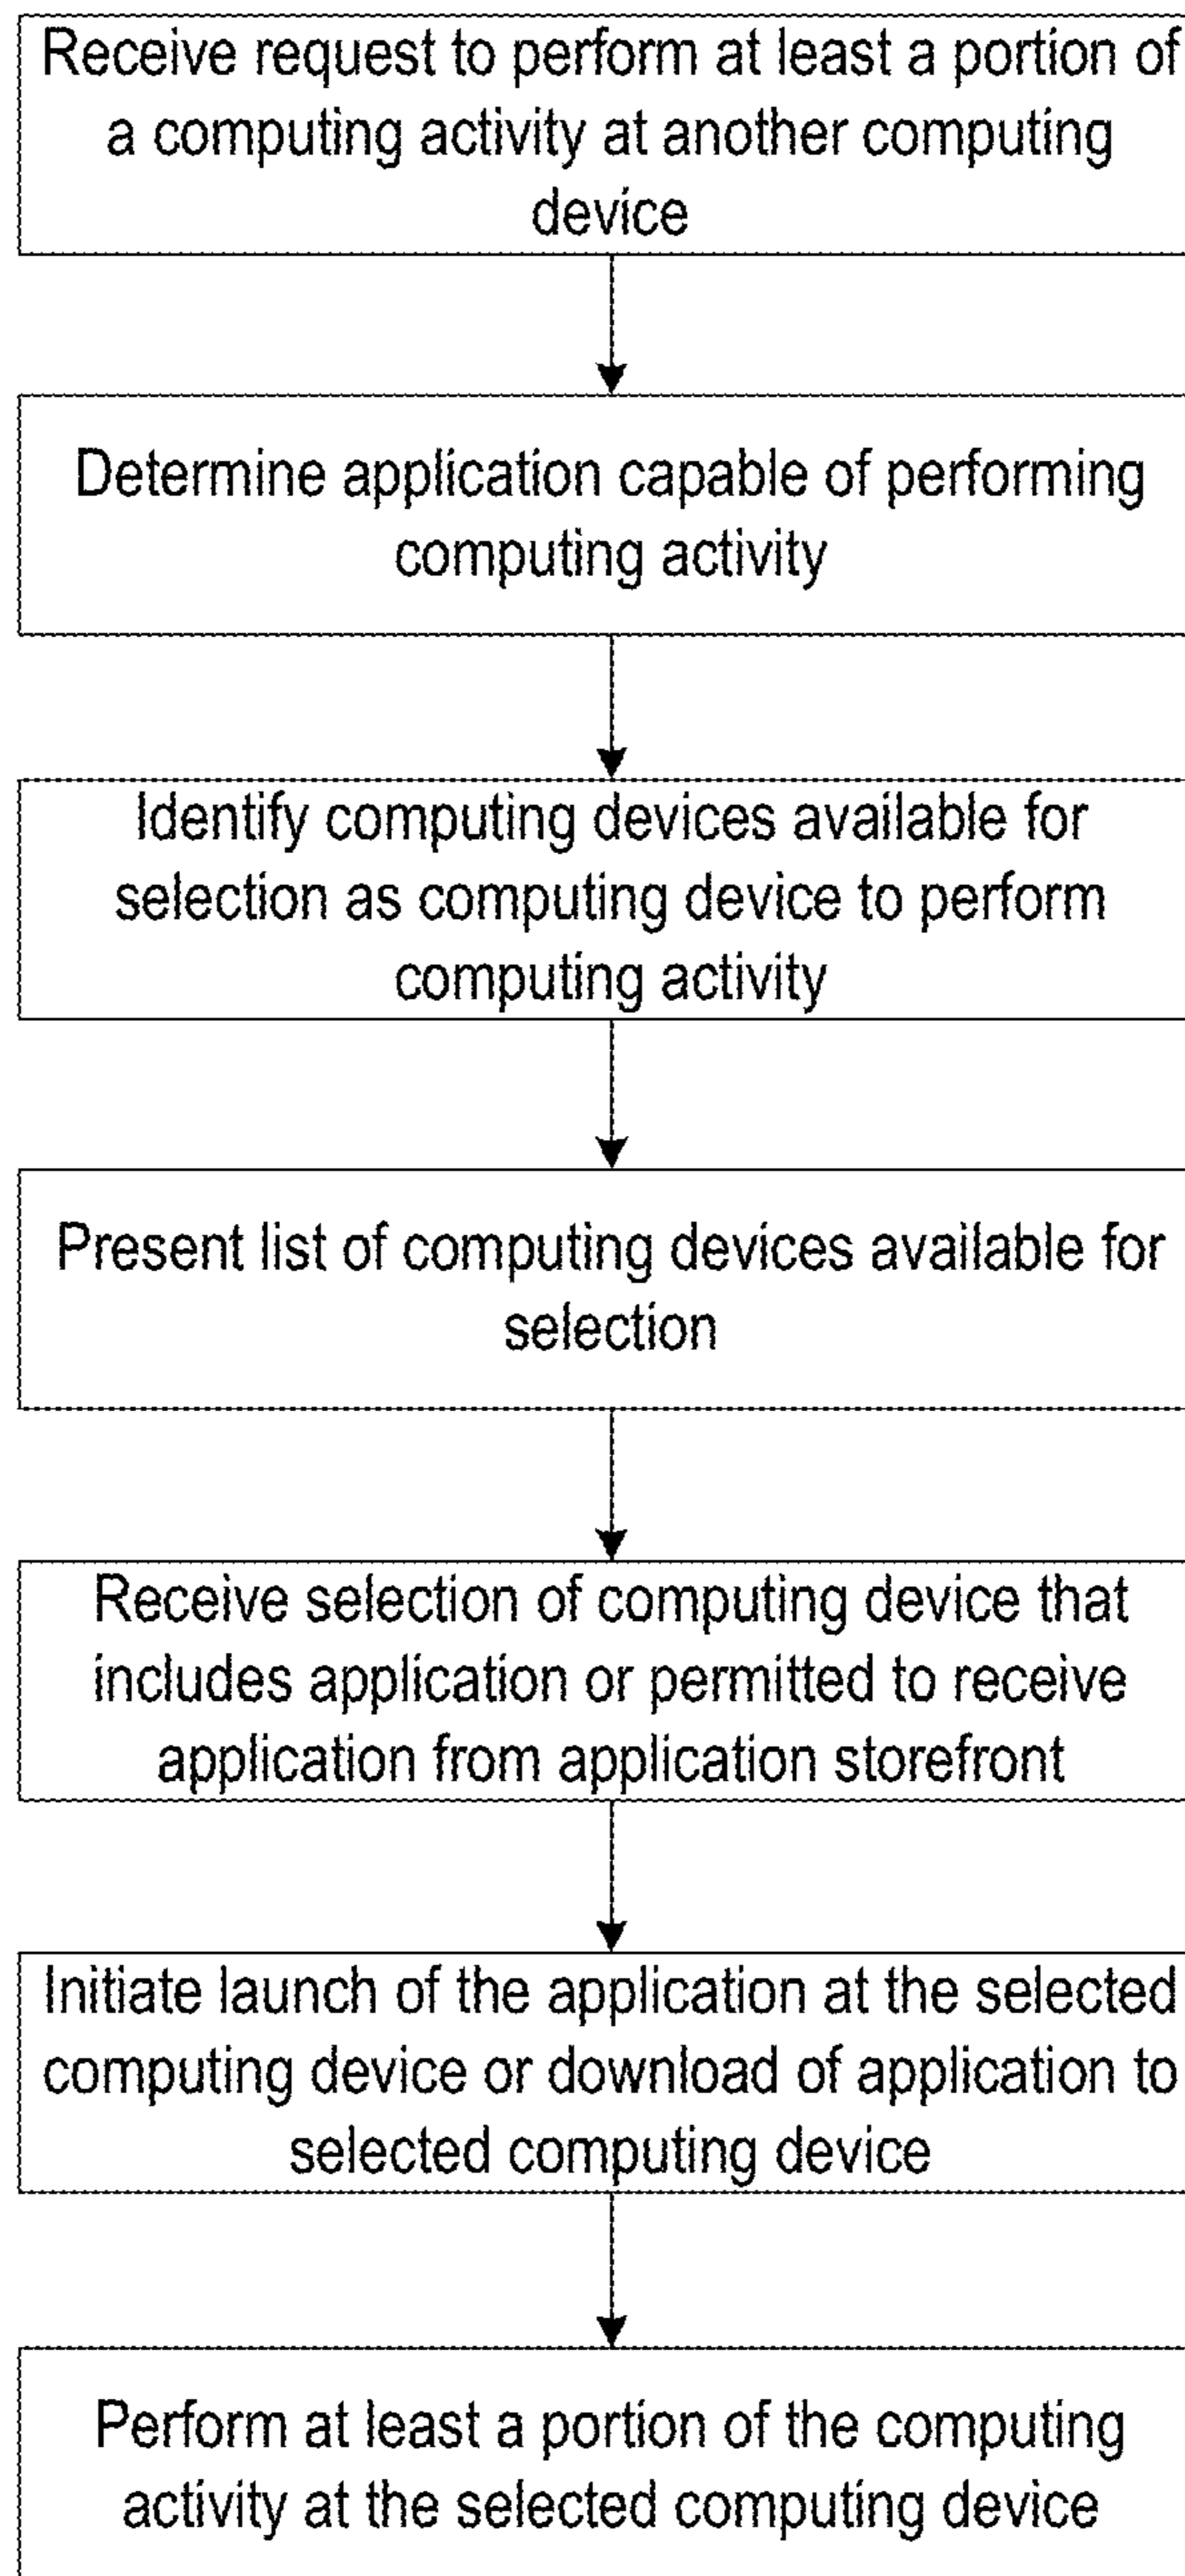 Receive request to perform at least a portion of
a computing activity at another computing
device
Determine application capable of performing
computing activity
Identify computing devices available for
selection as computing device to perform
computing activity
Present list of computing devices available for
selection
Receive selection of computing device that
includes application or permitted to receive
application from application storefront
Initiate launch of the application at the selected
computing device or download of application to
selected computing device
Perform at least a portion of the computing
activity at the selected computing device